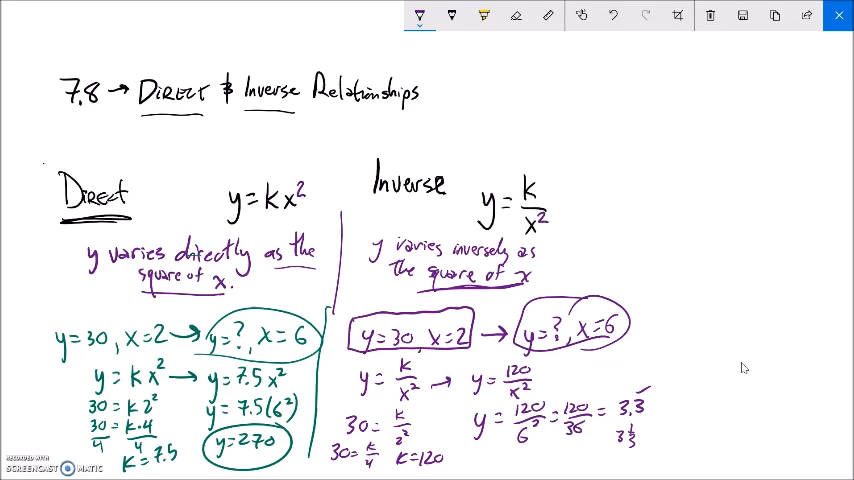 7.8 → Direct & Inverse Relationships
Direct
y = kx²
y varies directly as the
square of x.
y=30, x=2 → y=?, x=6
y = kx² → y = 7.5x²
30 = k2² y = 7.5(6²)
30 = k·4
4 4
y=270
k = 7.5
Inverse
y = k/x²
y varies inversely as
the square of x
y=30, x=2 → y=?, x=6
y = k/x² → y = 120/x²
30 = k/2²
y = 120/6² = 120/36 = 3.3
3 1/3
30 = k/4 k=120
RECORDED WITH
SCREENCAST MATIC